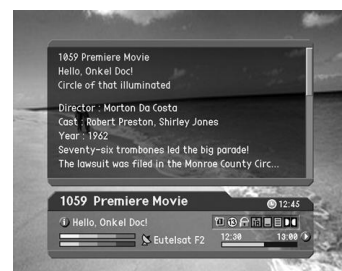 1059 Premiere Movie
Hello, Onkel Doc!
Circle of that illuminated
Director : Morton Da Costa
Cast : Robert Preston, Shirley Jones
Year : 1962
Seventy-six trombones led the big parade!
The lawsuit was filed in the Monroe County Circ...
1059 Premiere Movie
12:45
Hello, Onkel Doc!
Eutelsat F2
12:30 13:00